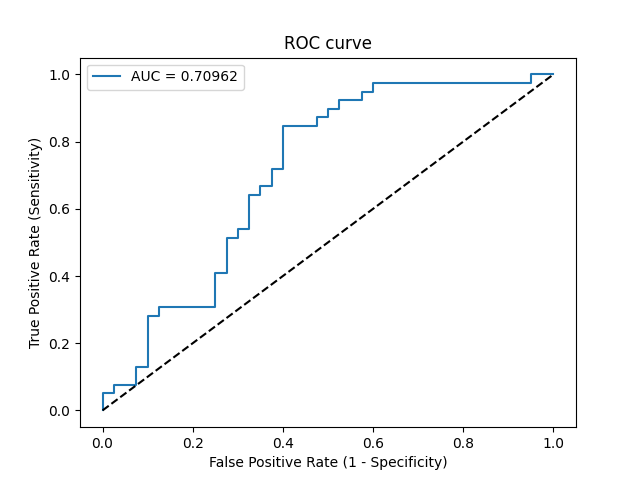 ROC curve
AUC = 0.70962
1.0
0.8
0.6
0.4
0.2
0.0
True Positive Rate (Sensitivity)
0.0 0.2 0.4 0.6 0.8 1.0
False Positive Rate (1 - Specificity)